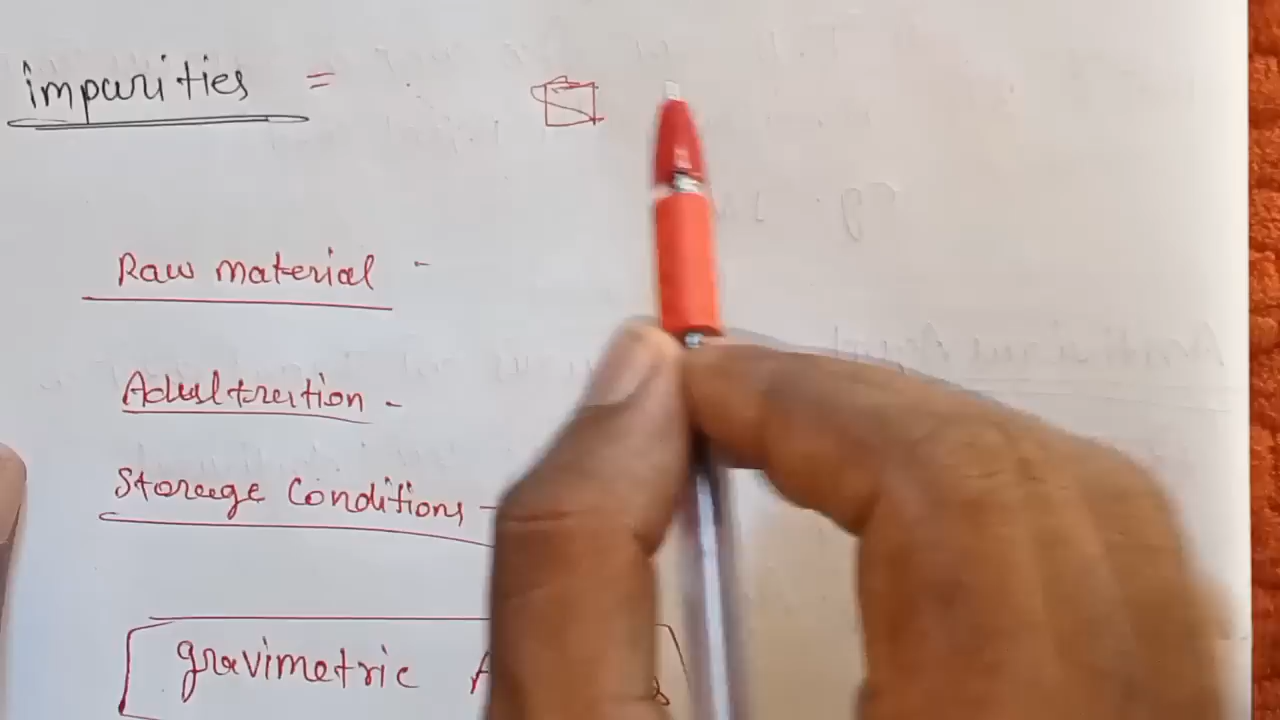 impurities =
Raw material -
Adultreition -
Storege Conditions -
gravimetric